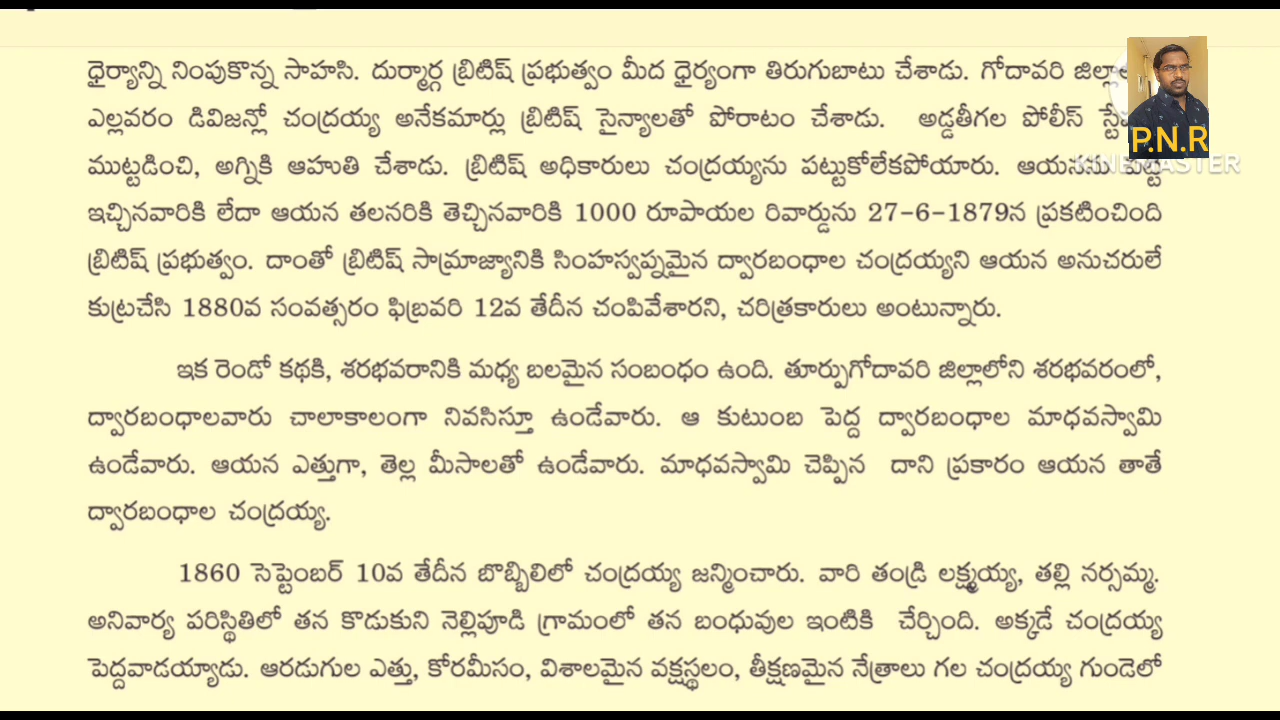 ధైర్యాన్ని నింపుకొన్న సాహసి. దుర్మార్గ బ్రిటిష్ ప్రభుత్వం మీద ధైర్యంగా తిరుగుబాటు చేశాడు. గోదావరి
P.N.R
ఎల్లవరం డివిజన్లో చంద్రయ్య అనేకమార్లు బ్రిటిష్ సైన్యాలతో పోరాటం చేశాడు. అడ్డతీగల పోలీస్
KINEMASTER
ముట్టడించి, అగ్నికి ఆహుతి చేశాడు. బ్రిటిష్ అధికారులు చంద్రయ్యను పట్టుకోలేకపోయారు. ఆయనను పట్టి
ఇచ్చినవారికి లేదా ఆయన తలనరికి తెచ్చినవారికి 1000 రూపాయల రివార్డును 27-6-1879న ప్రకటించింది
బ్రిటిష్ ప్రభుత్వం. దాంతో బ్రిటిష్ సామ్రాజ్యానికి సింహస్వప్నమైన ద్వారబంధాల చంద్రయ్యని ఆయన అనుచరులే
కుట్రచేసి 1880వ సంవత్సరం ఫిబ్రవరి 12వ తేదీన చంపివేశారని, చరిత్రకారులు అంటున్నారు.
ఇక రెండో కథకి, శరభవరానికి మధ్య బలమైన సంబంధం ఉంది. తూర్పుగోదావరి జిల్లాలోని శరభవరంలో,
ద్వారబంధాలవారు చాలాకాలంగా నివసిస్తూ ఉండేవారు. ఆ కుటుంబ పెద్ద ద్వారబంధాల మాధవస్వామి
ఉండేవారు. ఆయన ఎత్తుగా, తెల్ల మీసాలతో ఉండేవారు. మాధవస్వామి చెప్పిన దాని ప్రకారం ఆయన తాతే
ద్వారబంధాల చంద్రయ్య.
1860 సెప్టెంబర్ 10వ తేదీన బొబ్బిలిలో చంద్రయ్య జన్మించారు. వారి తండ్రి లక్ష్మయ్య, తల్లి నర్సమ్మ.
అనివార్య పరిస్థితిలో తన కొడుకుని నెల్లిపూడి గ్రామంలో తన బంధువుల ఇంటికి చేర్చింది. అక్కడే చంద్రయ్య
పెద్దవాడయ్యాడు. ఆరడుగుల ఎత్తు, కోరమీసం, విశాలమైన వక్షస్థలం, తీక్షణమైన నేత్రాలు గల చంద్రయ్య గుండెలో